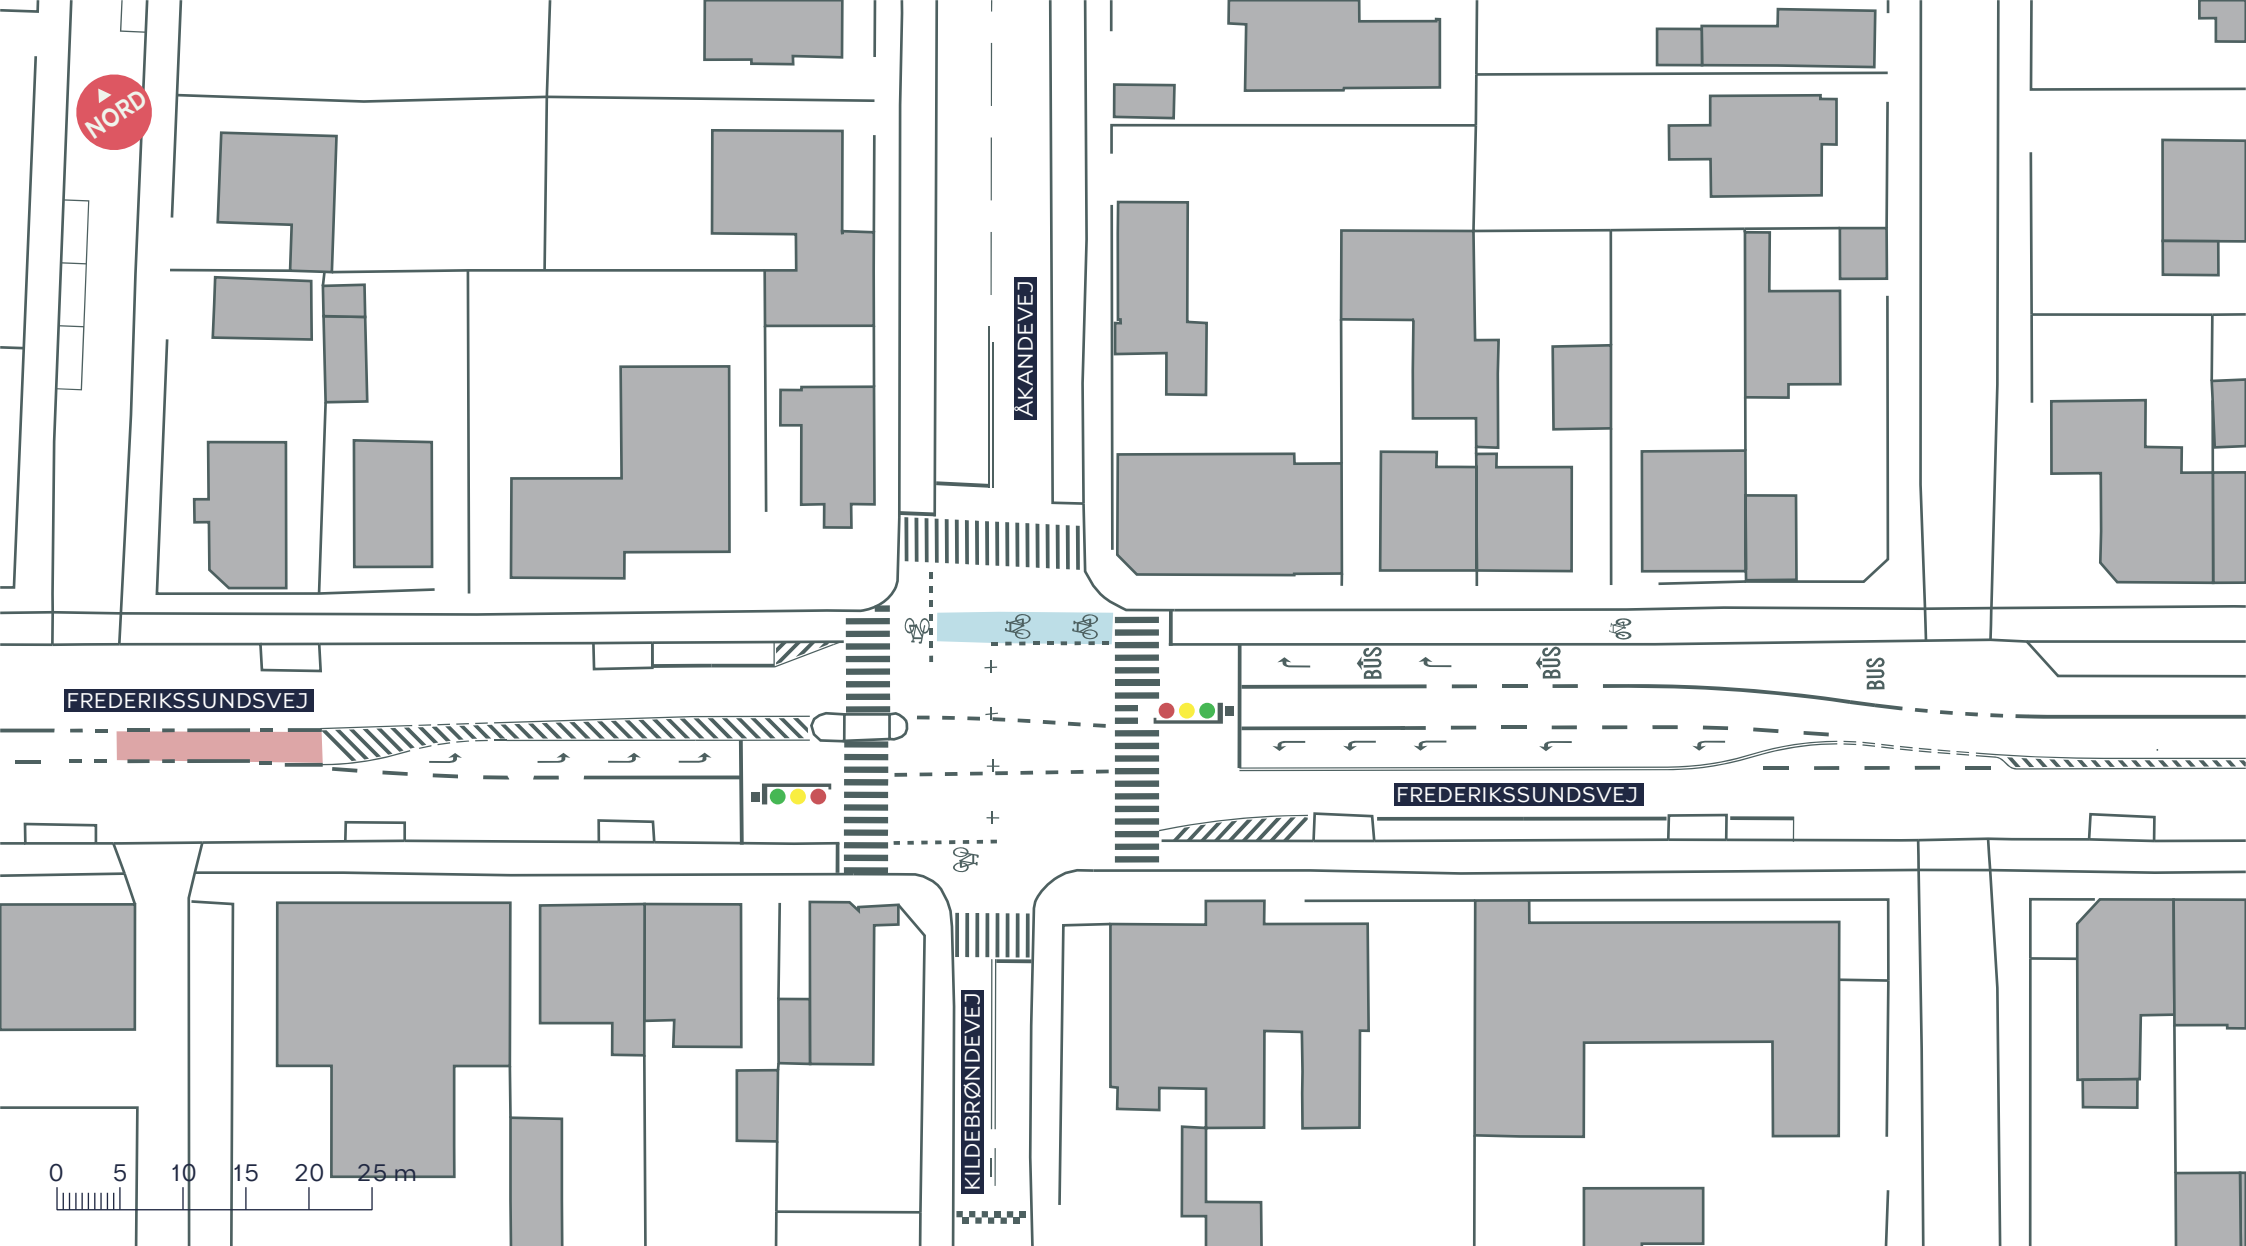 NORD
ÅKANDEVEJ
FREDERIKSSUNDSVEJ
BUS
BUS
BUS
FREDERIKSSUNDSVEJ
KILDEBRØNDEVEJ
0 5 10 15 20 25 m